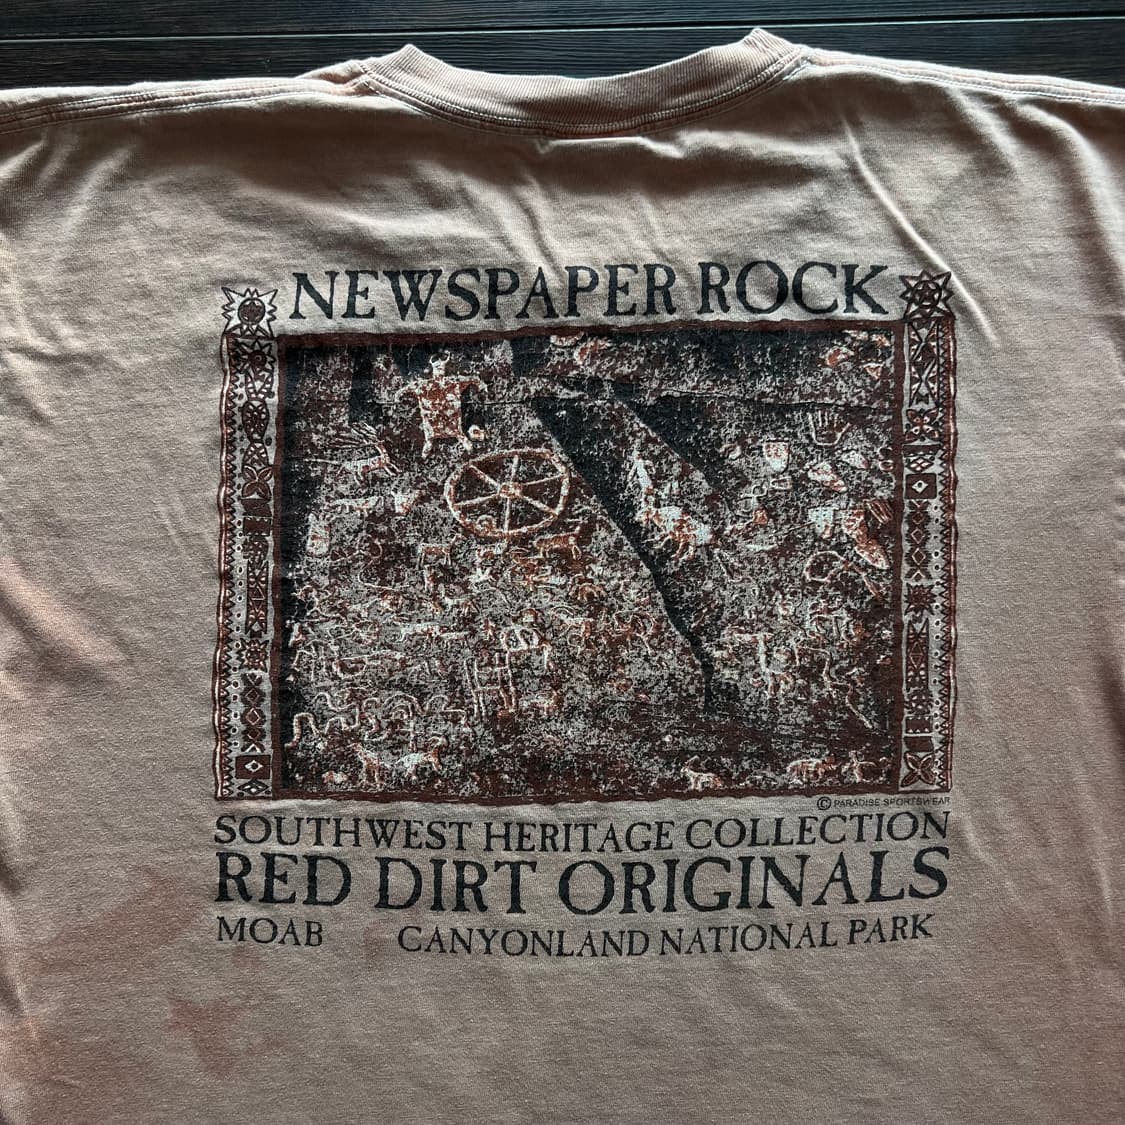 NEWSPAPER ROCK
© PARADISE SPORTSWEAR
SOUTHWEST HERITAGE COLLECTION
RED DIRT ORIGINALS
MOAB CANYONLAND NATIONAL PARK